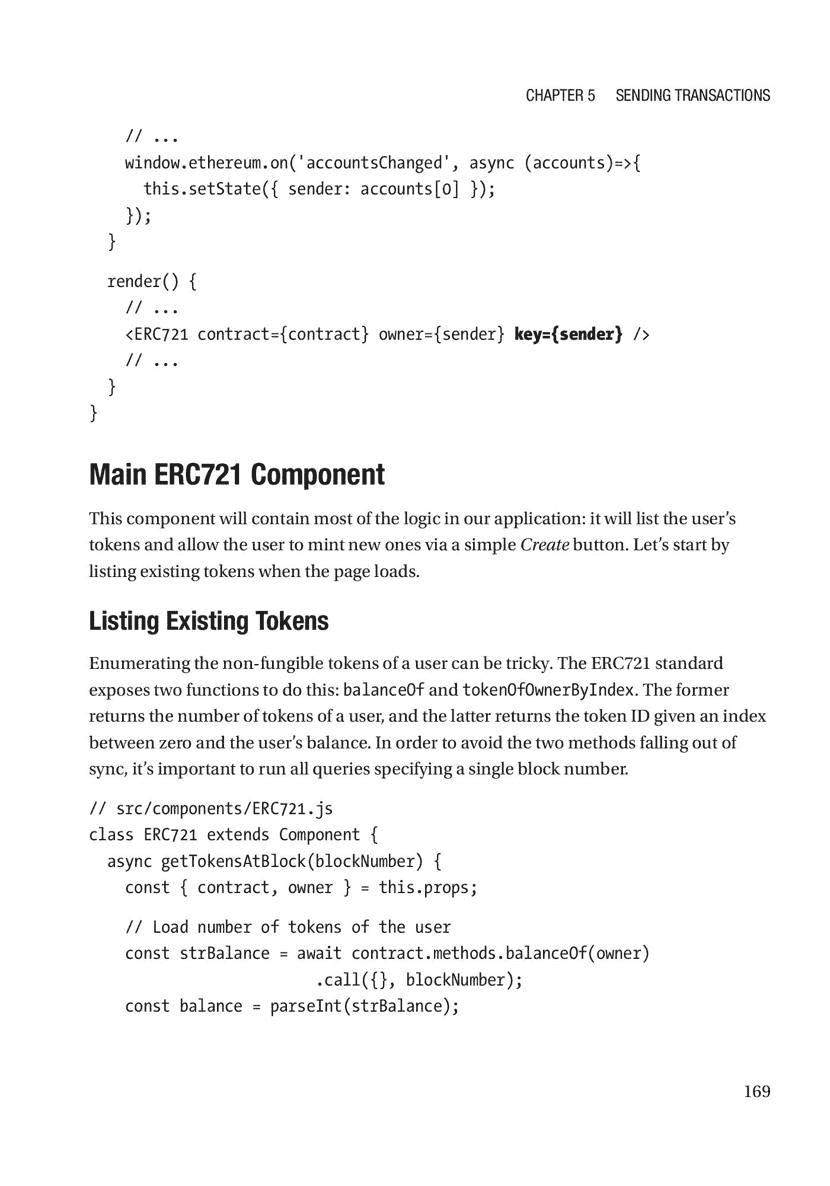 CHAPTER 5 SENDING TRANSACTIONS
// ...
window.ethereum.on('accountsChanged', async (accounts)=>{
this.setState({ sender: accounts[0] });
});
}
render() {
// ...
<ERC721 contract={contract} owner={sender} key={sender} />
// ...
}
}
Main ERC721 Component
This component will contain most of the logic in our application: it will list the user’s
tokens and allow the user to mint new ones via a simple Create button. Let’s start by
listing existing tokens when the page loads.
Listing Existing Tokens
Enumerating the non-fungible tokens of a user can be tricky. The ERC721 standard
exposes two functions to do this: balanceOf and tokenOfOwnerByIndex. The former
returns the number of tokens of a user, and the latter returns the token ID given an index
between zero and the user’s balance. In order to avoid the two methods falling out of
sync, it’s important to run all queries specifying a single block number.
// src/components/ERC721.js
class ERC721 extends Component {
async getTokensAtBlock(blockNumber) {
const { contract, owner } = this.props;
// Load number of tokens of the user
const strBalance = await contract.methods.balanceOf(owner)
.call({}, blockNumber);
const balance = parseInt(strBalance);
169